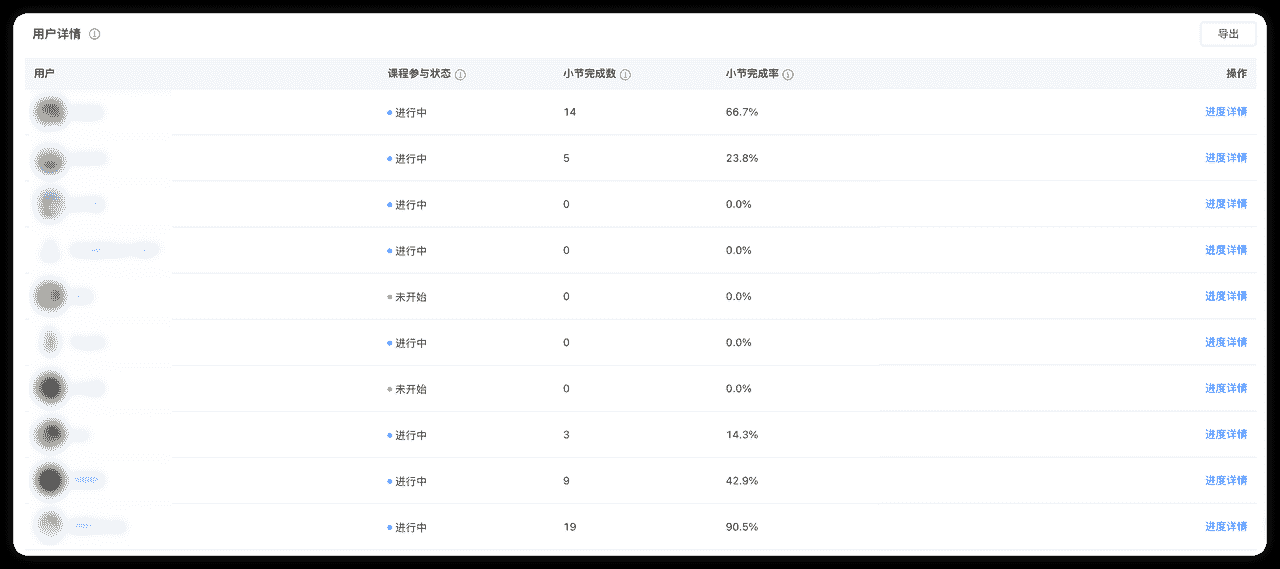 用户详情
导出
用户 课程参与状态 小节完成数 小节完成率 操作
进行中 14 66.7% 进度详情
进行中 5 23.8% 进度详情
进行中 0 0.0% 进度详情
进行中 0 0.0% 进度详情
未开始 0 0.0% 进度详情
进行中 0 0.0% 进度详情
未开始 0 0.0% 进度详情
进行中 3 14.3% 进度详情
进行中 9 42.9% 进度详情
进行中 19 90.5% 进度详情